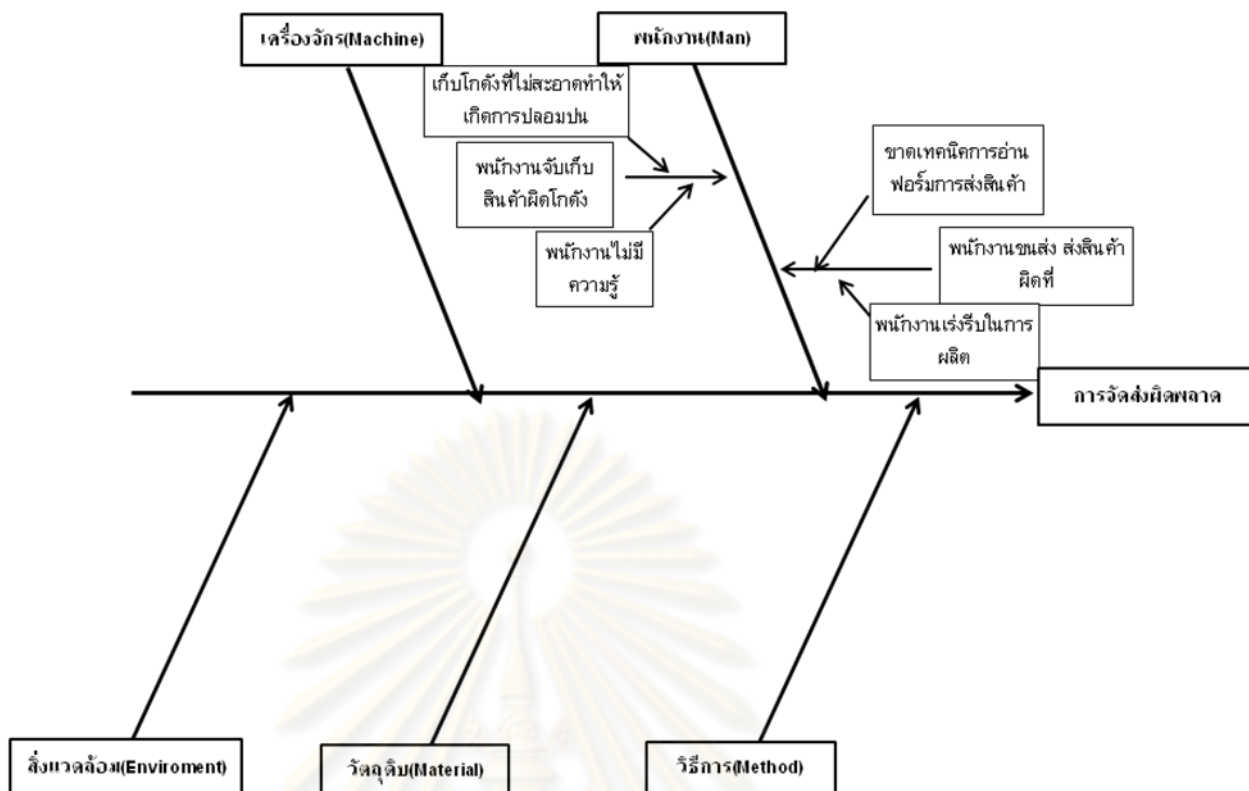 เครื่องจักร(Machine)
พนักงาน(Man)
เก็บโกดังที่ไม่สะอาดทำให้
เกิดการปลอมปน
พนักงานจับเก็บ
สินค้าผิดโกดัง
พนักงานไม่มี
ความรู้
ขาดเทคนิคการอ่าน
ฟอร์มการส่งสินค้า
พนักงานขนส่ง ส่งสินค้า
ผิดที่
พนักงานเร่งรีบในการ
ผลิต
การจัดส่งผิดพลาด
สิ่งแวดล้อม(Enviroment)
วัตถุดิบ(Material)
วิธีการ(Method)